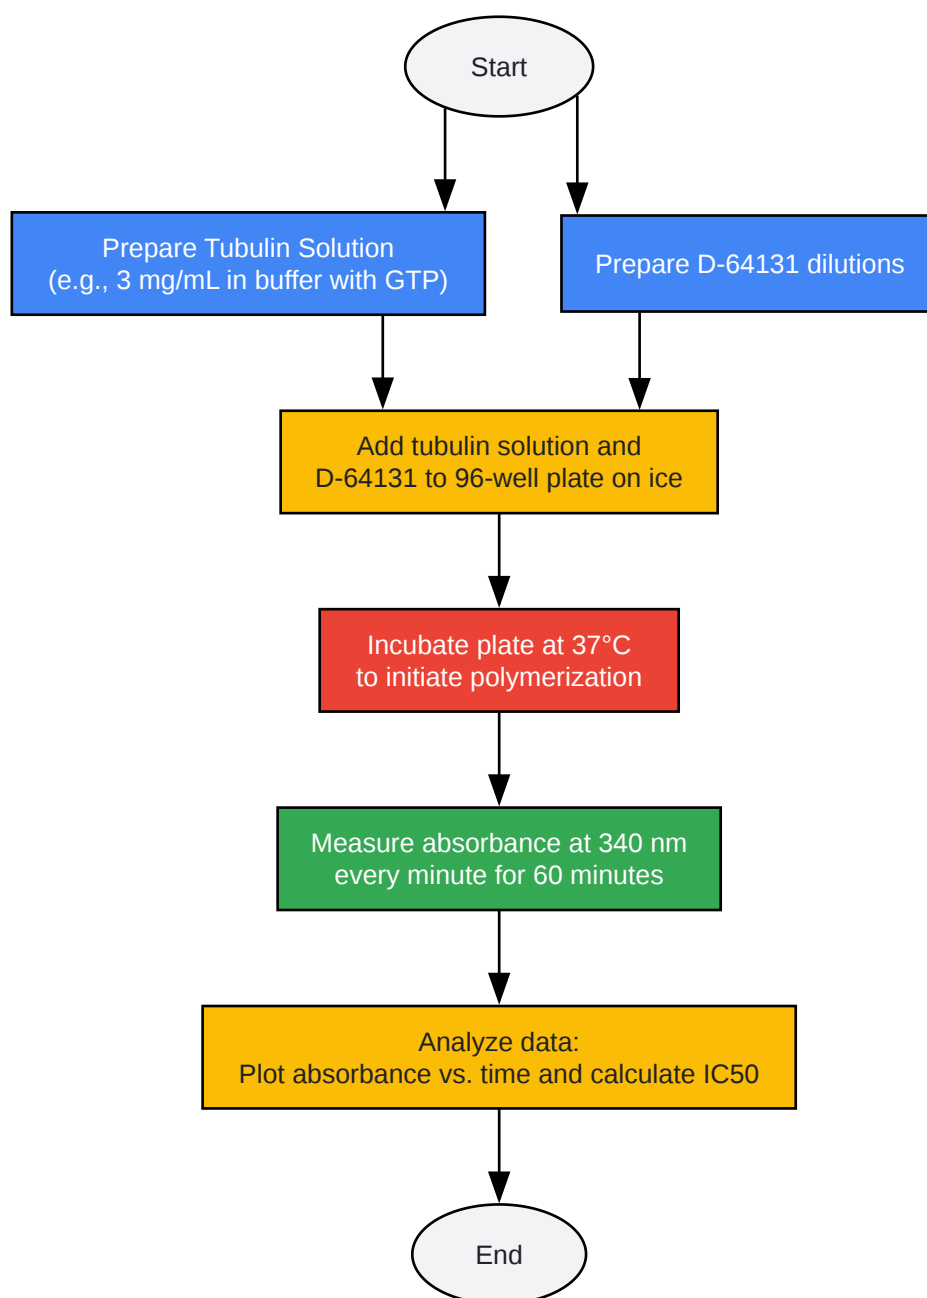 Start
Prepare Tubulin Solution
(e.g., 3 mg/mL in buffer with GTP)
Prepare D-64131 dilutions
Add tubulin solution and
D-64131 to 96-well plate on ice
Incubate plate at 37°C
to initiate polymerization
Measure absorbance at 340 nm
every minute for 60 minutes
Analyze data:
Plot absorbance vs. time and calculate IC50
End